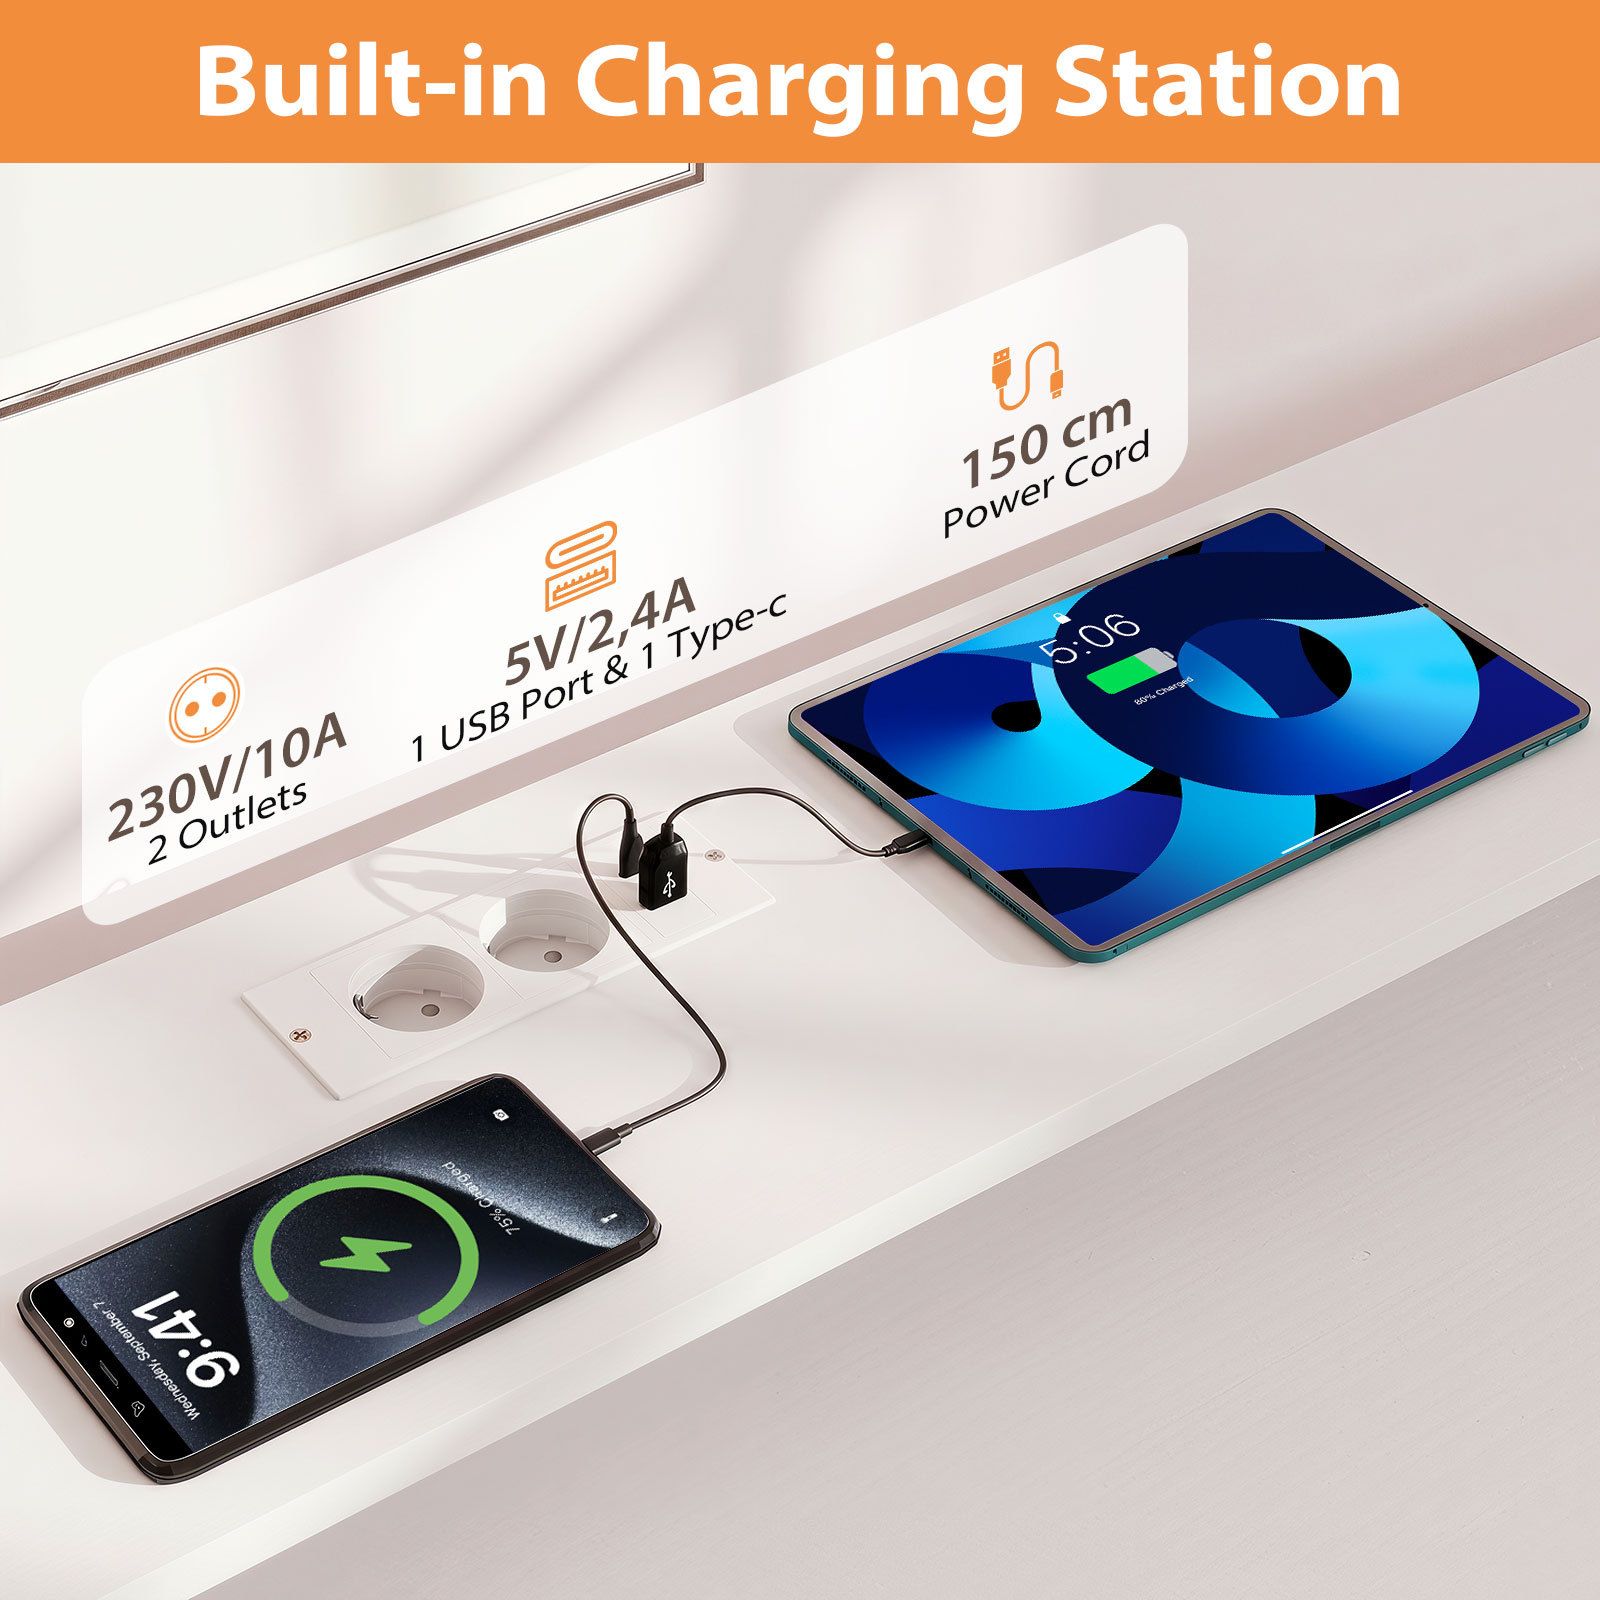 Built-in Charging Station
150 cm
Power Cord
5V/2,4A
1 USB Port & 1 Type-c
230V/10A
2 Outlets
5:06
80% Charged
75% Charged
9:41
Wednesday, September 7